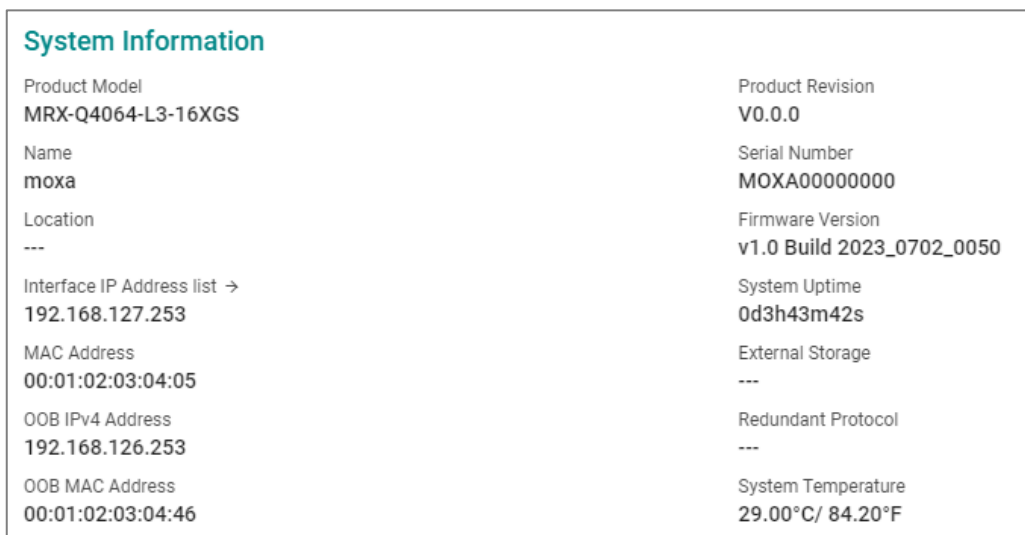 System Information
Product Model
MRX-Q4064-L3-16XGS
Name
moxa
Location
---
Interface IP Address list →
192.168.127.253
MAC Address
00:01:02:03:04:05
OOB IPv4 Address
192.168.126.253
OOB MAC Address
00:01:02:03:04:46
Product Revision
V0.0.0
Serial Number
MOXA00000000
Firmware Version
v1.0 Build 2023_0702_0050
System Uptime
0d3h43m42s
External Storage
---
Redundant Protocol
---
System Temperature
29.00°C/ 84.20°F